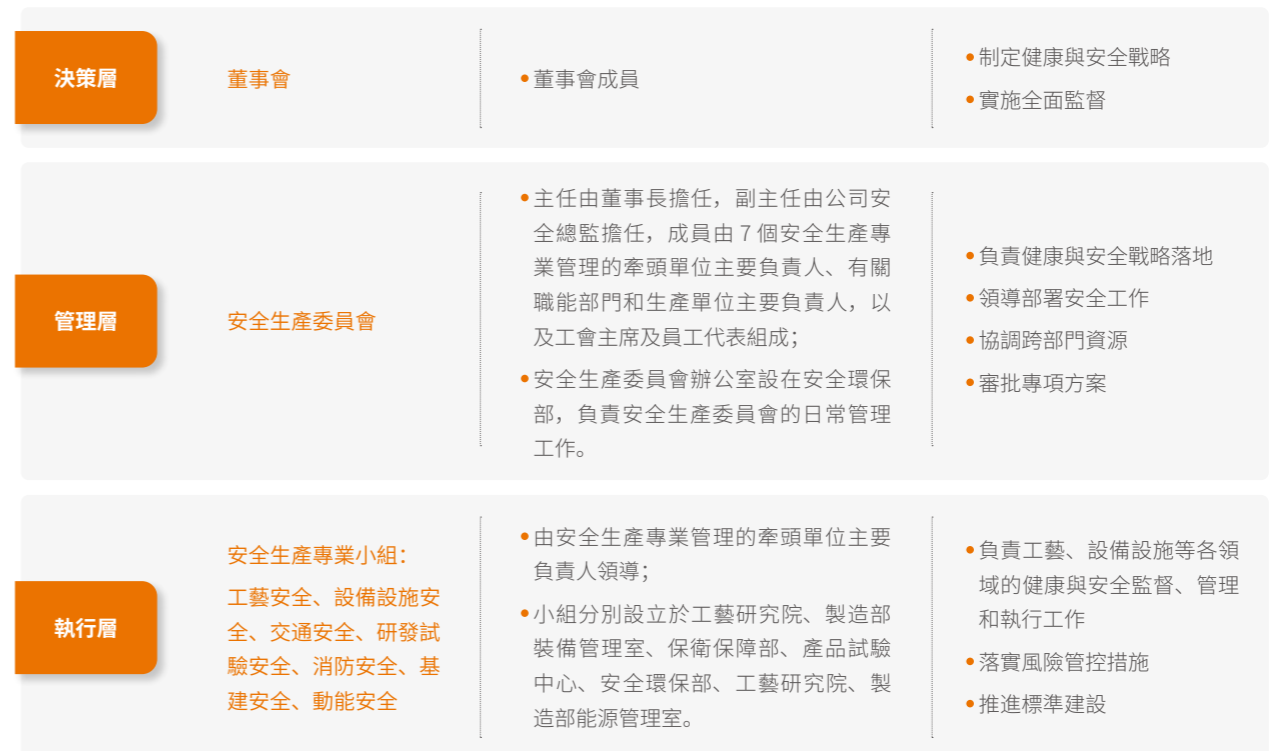 決策層
董事會
•董事會成員
•制定健康與安全戰略
•實施全面監督
管理層
安全生產委員會
•主任由董事長擔任，副主任由公司安
全總監擔任，成員由 7 個安全生產專
業管理的牽頭單位主要負責人、有關
職能部門和生產單位主要負責人，以
及工會主席及員工代表組成；
•安全生產委員會辦公室設在安全環保
部，負責安全生產委員會的日常管理
工作。
•負責健康與安全戰略落地
•領導部署安全工作
•協調跨部門資源
•審批專項方案
執行層
安全生產專業小組：
工藝安全、設備設施安
全、交通安全、研發試
驗安全、消防安全、基
建安全、動能安全
•由安全生產專業管理的牽頭單位主要
負責人領導；
•小組分別設立於工藝研究院、製造部
裝備管理室、保衛保障部、產品試驗
中心、安全環保部、工藝研究院、製
造部能源管理室。
•負責工藝、設備設施等各領
域的健康與安全監督、管理
和執行工作
•落實風險管控措施
•推進標準建設